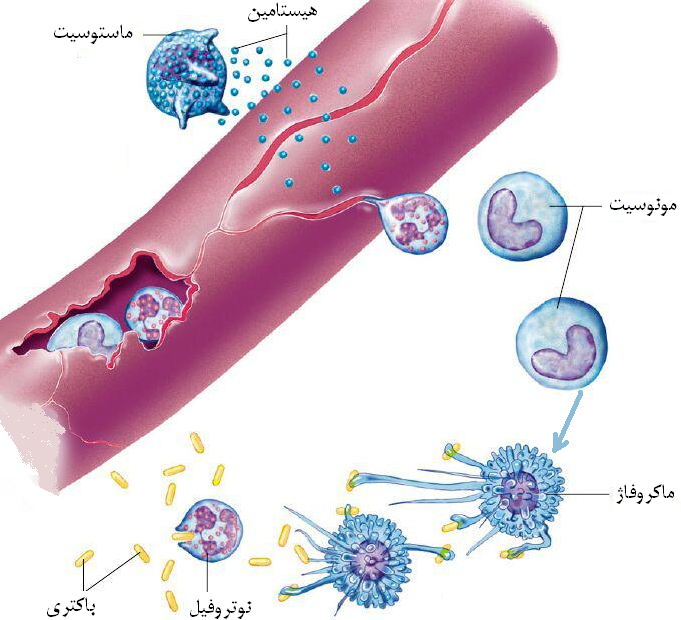 هیستامین
ماستوسیت
مونوسیت
ماکروفاژ
نوتروفیل
باکتری